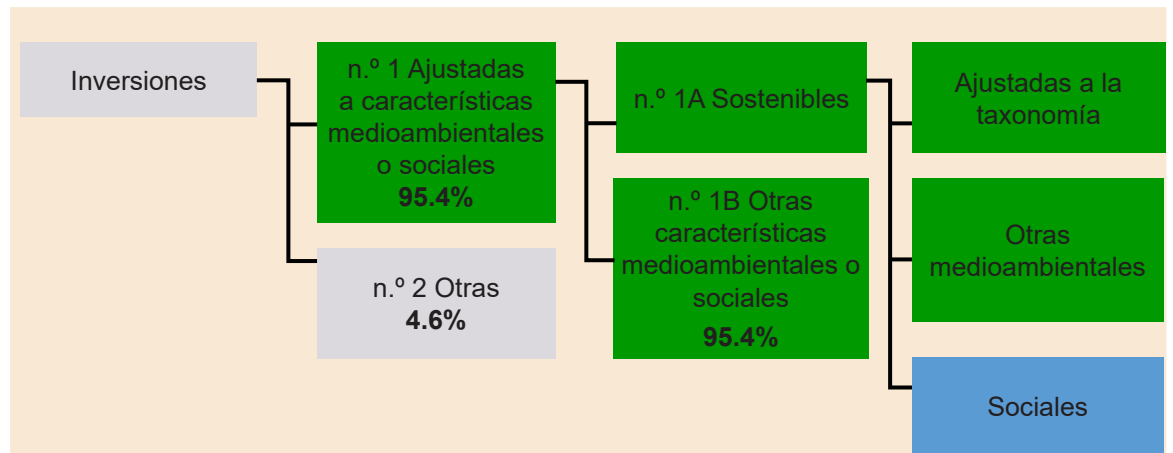 Inversiones
n.º 1 Ajustadas
a características
medioambientales
o sociales
95.4%
n.º 2 Otras
4.6%
n.º 1A Sostenibles
n.º 1B Otras
características
medioambientales o
sociales
95.4%
Ajustadas a la
taxonomía
Otras
medioambientales
Sociales